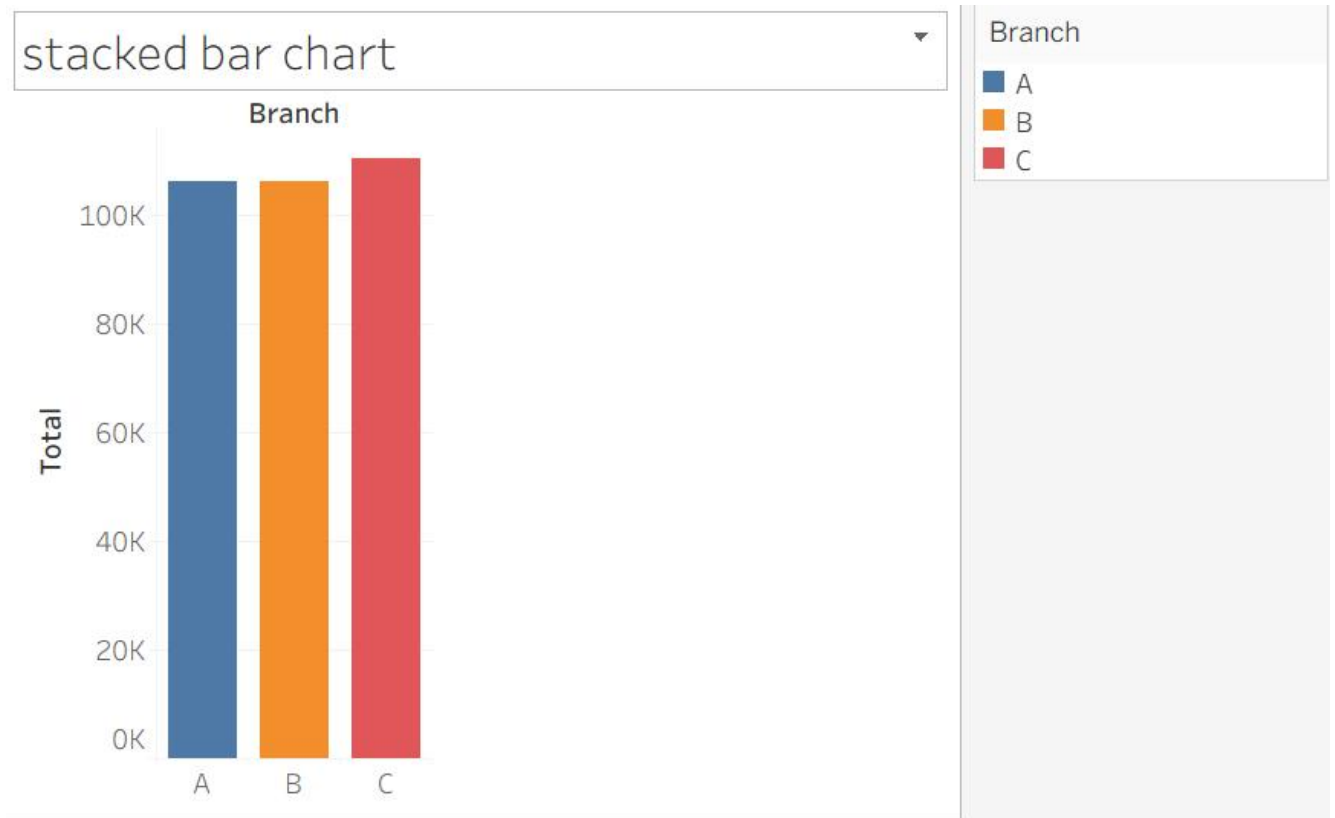 stacked bar chart
Branch
100K
80K
60K
40K
20K
0K
Total
A B C
Branch
A
B
C